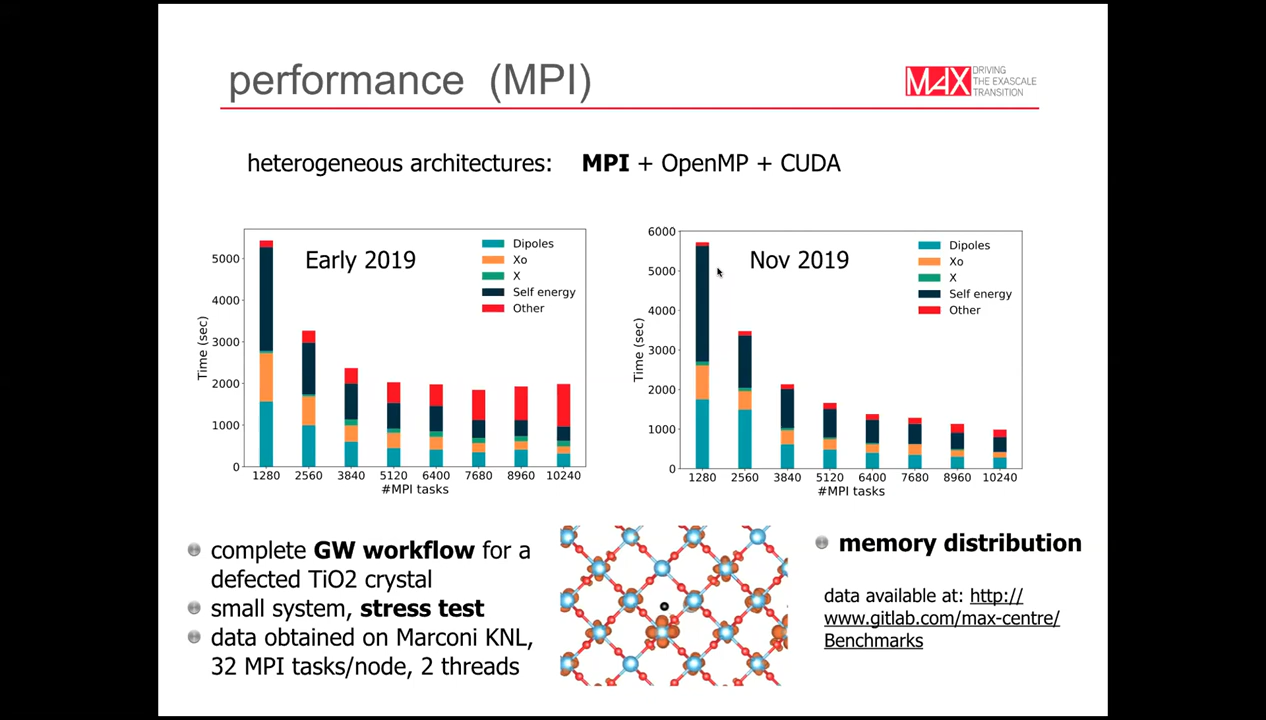 performance (MPI)
MAX DRIVING
THE EXASCALE
TRANSITION
heterogeneous architectures: MPI + OpenMP + CUDA
Early 2019
Dipoles
Xo
X
Self energy
Other
5000
4000
3000
2000
1000
0
Time (sec)
1280 2560 3840 5120 6400 7680 8960 10240
#MPI tasks
Nov 2019
Dipoles
Xo
X
Self energy
Other
6000
5000
4000
3000
2000
1000
0
Time (sec)
1280 2560 3840 5120 6400 7680 8960 10240
#MPI tasks
complete GW workflow for a
defected TiO2 crystal
small system, stress test
data obtained on Marconi KNL,
32 MPI tasks/node, 2 threads
memory distribution
data available at: http://
www.gitlab.com/max-centre/
Benchmarks